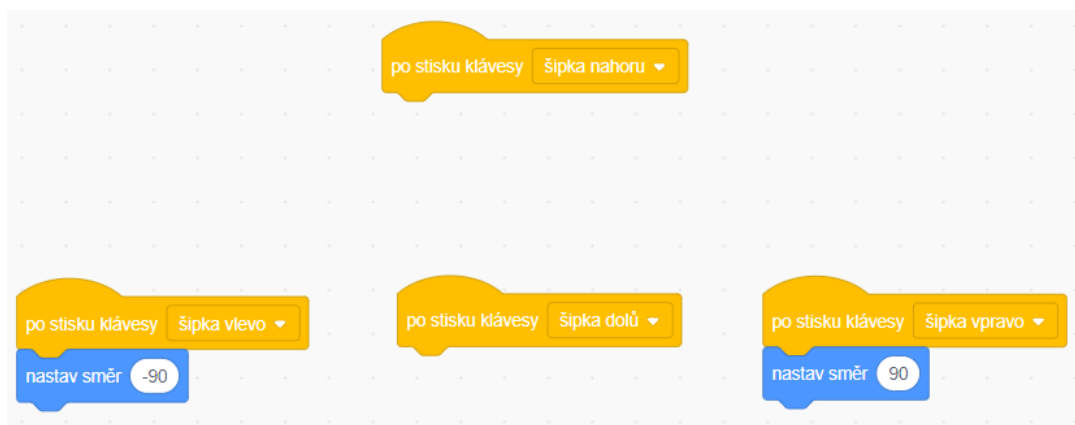 po stisku klávesy šipka nahoru
po stisku klávesy šipka vlevo
nastav směr -90
po stisku klávesy šipka dolů
po stisku klávesy šipka vpravo
nastav směr 90